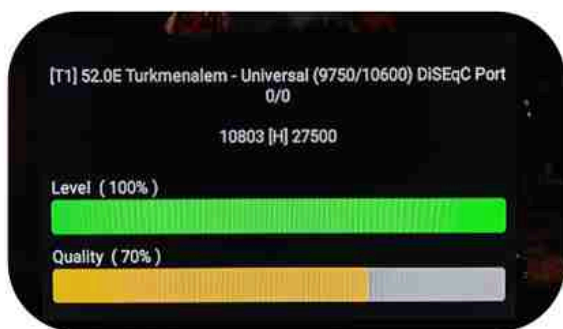 [T1] 52.0E Turkmenalem - Universal (9750/10600) DiSEqC Port
0/0
10803 [H] 27500
Level ( 100% )
Quality ( 70% )